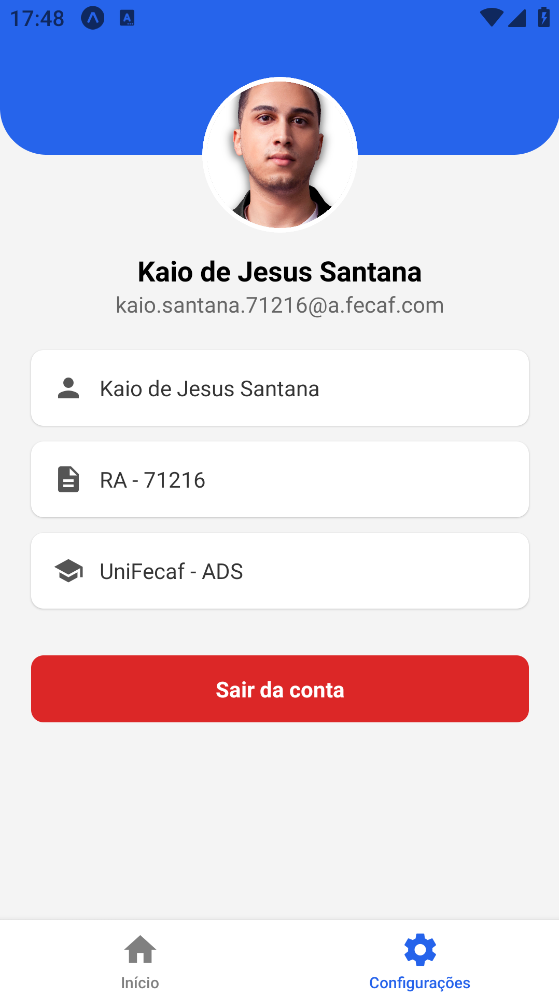 17:48
Kaio de Jesus Santana
kaio.santana.71216@a.fecaf.com
Kaio de Jesus Santana
RA - 71216
UniFecaf - ADS
Sair da conta
Início
Configurações